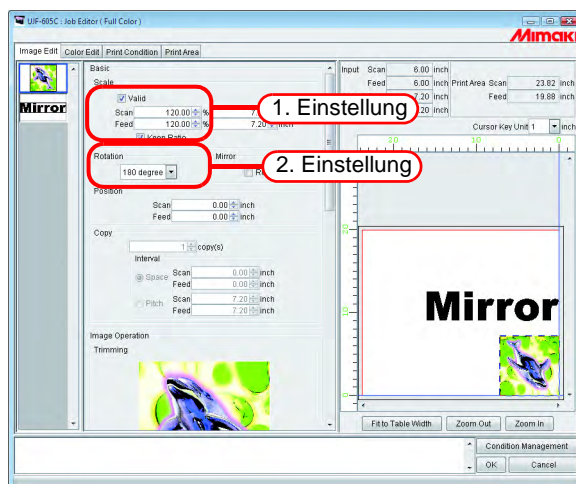 UJF-605C : Job Editor ( Full Color )
Mimaki
Image Edit Color Edit Print Condition Print Area
Mirror
Basic
Scale
Valid
Scan 120.00 %
Feed 120.00 % 7.20 inch
Keep Ratio
1. Einstellung
Rotation Mirror
180 degree
2. Einstellung
Position
Scan 0.00 inch
Feed 0.00 inch
Copy
1 copy(s)
Interval
Space Scan 0.00 inch
Feed 0.00 inch
Pitch Scan 7.20 inch
Feed 7.20 inch
Image Operation
Trimming
Input Scan 6.00 inch
Feed 6.00 inch Print Area Scan 23.82 inch
7.20 inch Feed 19.88 inch
.20 inch
Cursor Key Unit 1 inch
20 10 0
20
10
0
Mirror
Fit to Table Width Zoom Out Zoom In
Condition Management
OK Cancel